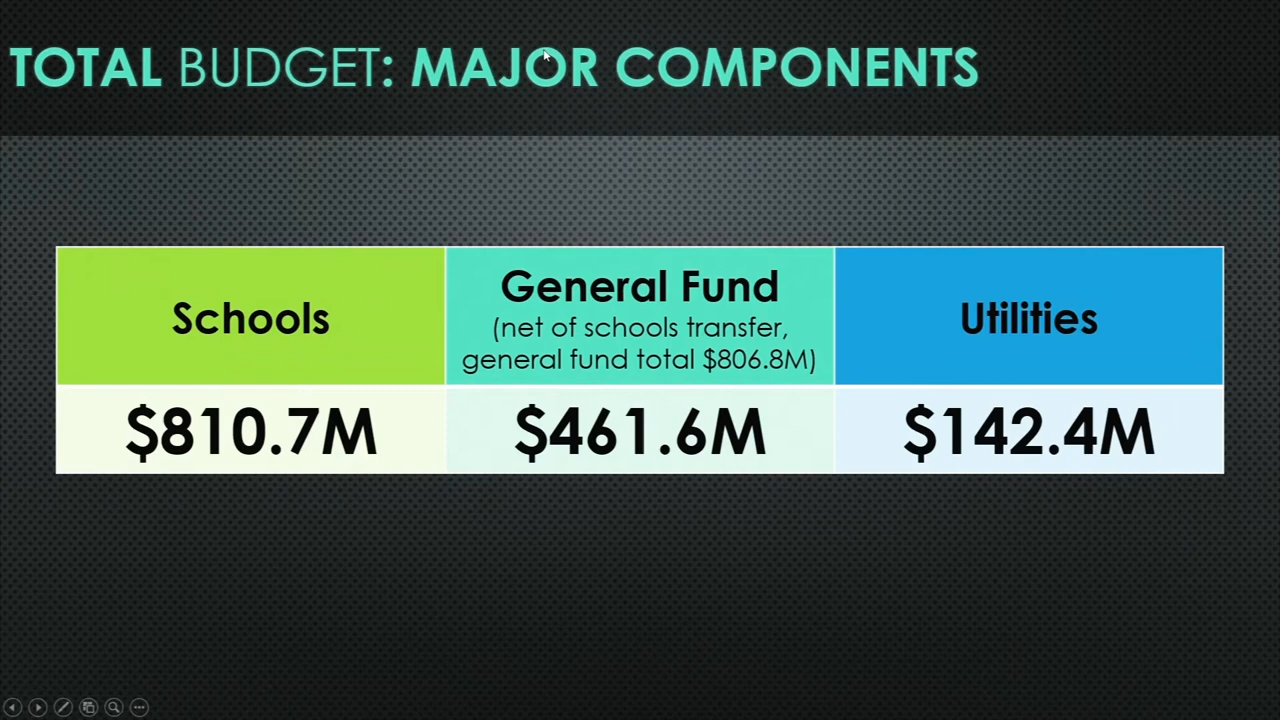 TOTAL BUDGET: MAJOR COMPONENTS
Schools
General Fund
(net of schools transfer,
general fund total $806.8M)
Utilities
$810.7M
$461.6M
$142.4M